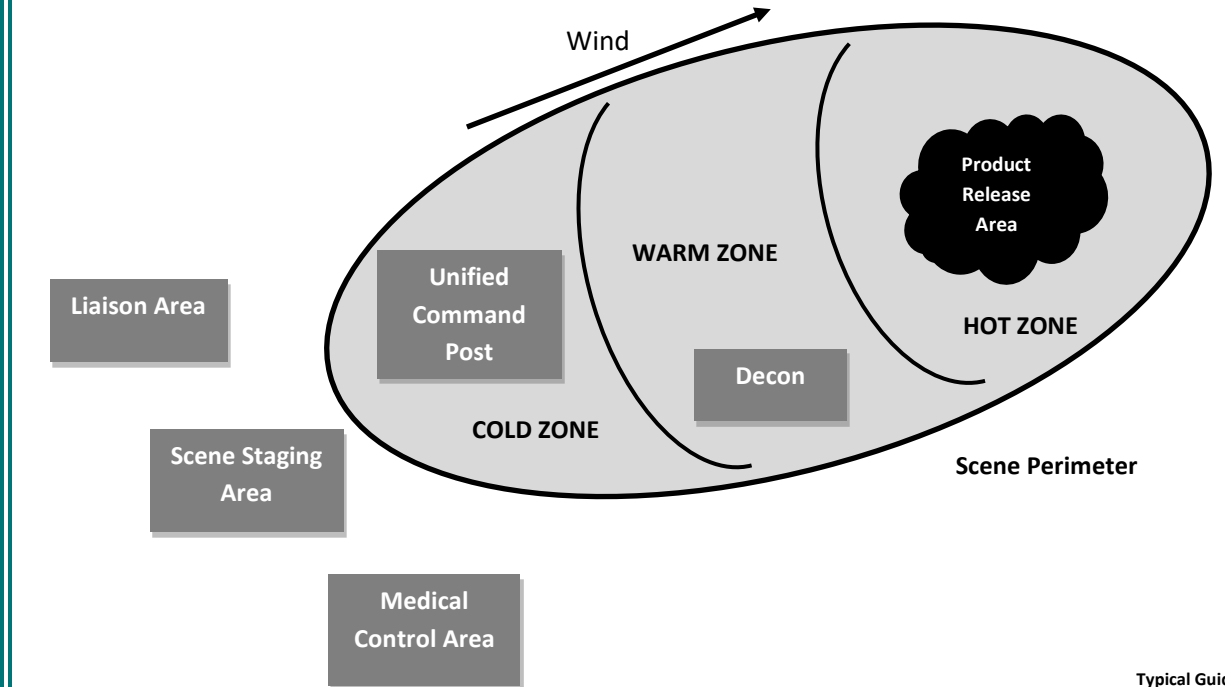 Wind
Product
Release
Area
WARM ZONE
Unified
Command
Post
Liaison Area
HOT ZONE
Decon
COLD ZONE
Scene Staging
Area
Scene Perimeter
Medical
Control Area
Typical